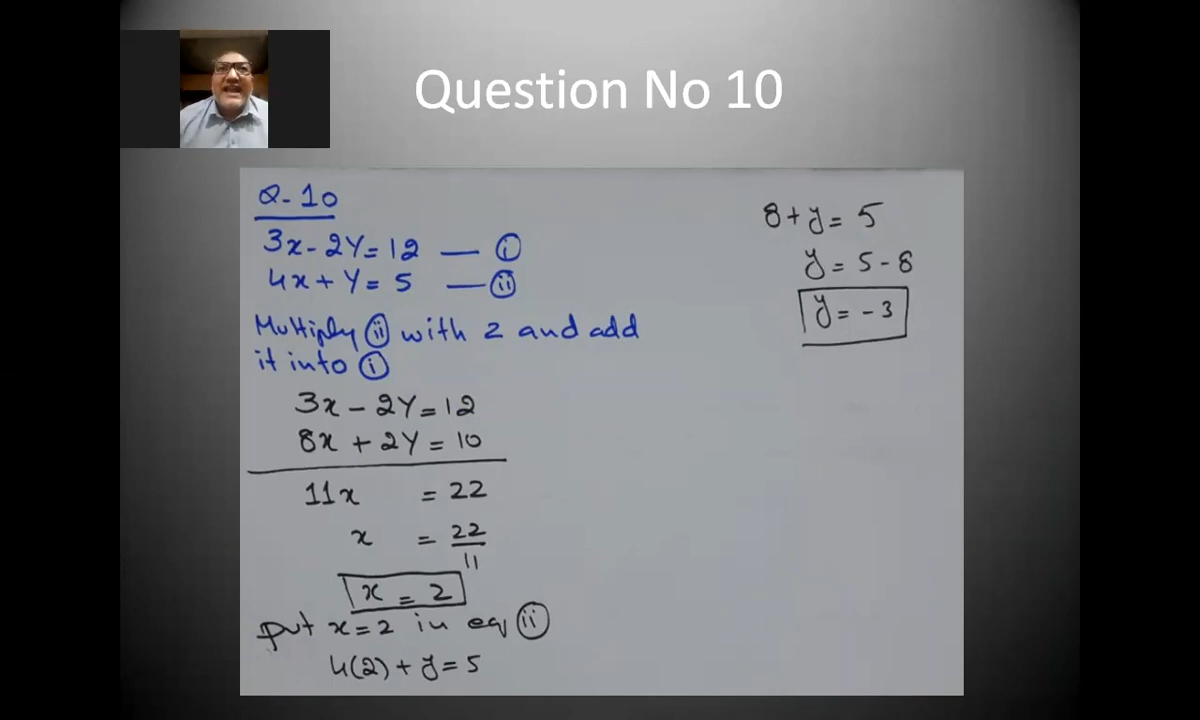 Question No 10
Q-10
3x-2y=12 — (i)
4x+y=5 — (ii)
Multiply (ii) with 2 and add
it into (i)
3x-2y=12
8x+2y=10
11x = 22
x = 22/11
x = 2
put x=2 in eq (ii)
4(2)+y=5
8+y=5
y=5-8
y=-3